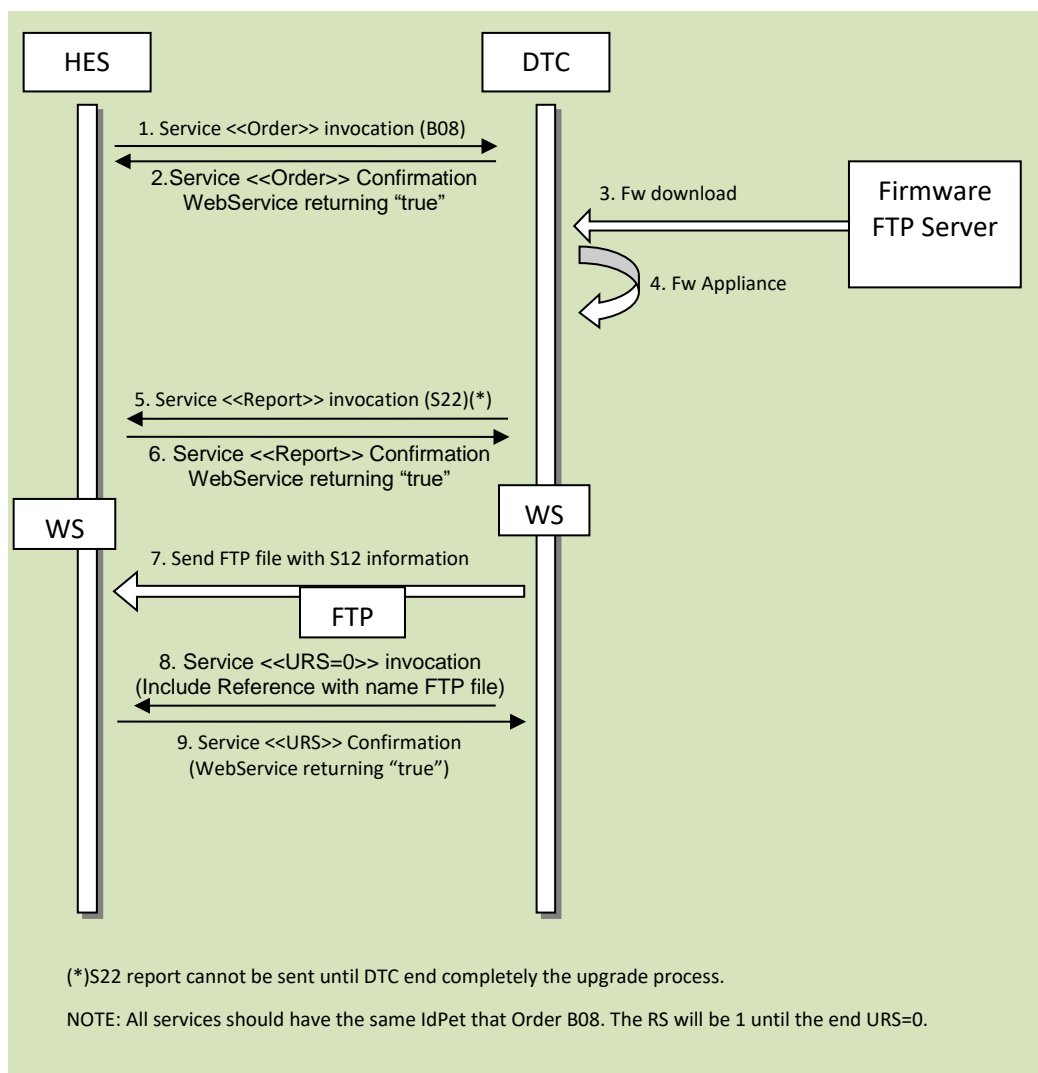 HES
DTC
1. Service <<Order>> invocation (B08)
2.Service <<Order>> Confirmation
WebService returning “true”
3. Fw download
Firmware
FTP Server
4. Fw Appliance
5. Service <<Report>> invocation (S22)(*)
6. Service <<Report>> Confirmation
WebService returning “true”
WS
WS
7. Send FTP file with S12 information
FTP
8. Service <<URS=0>> invocation
(Include Reference with name FTP file)
9. Service <<URS>> Confirmation
(WebService returning “true”)
(*)S22 report cannot be sent until DTC end completely the upgrade process.
NOTE: All services should have the same IdPet that Order B08. The RS will be 1 until the end URS=0.